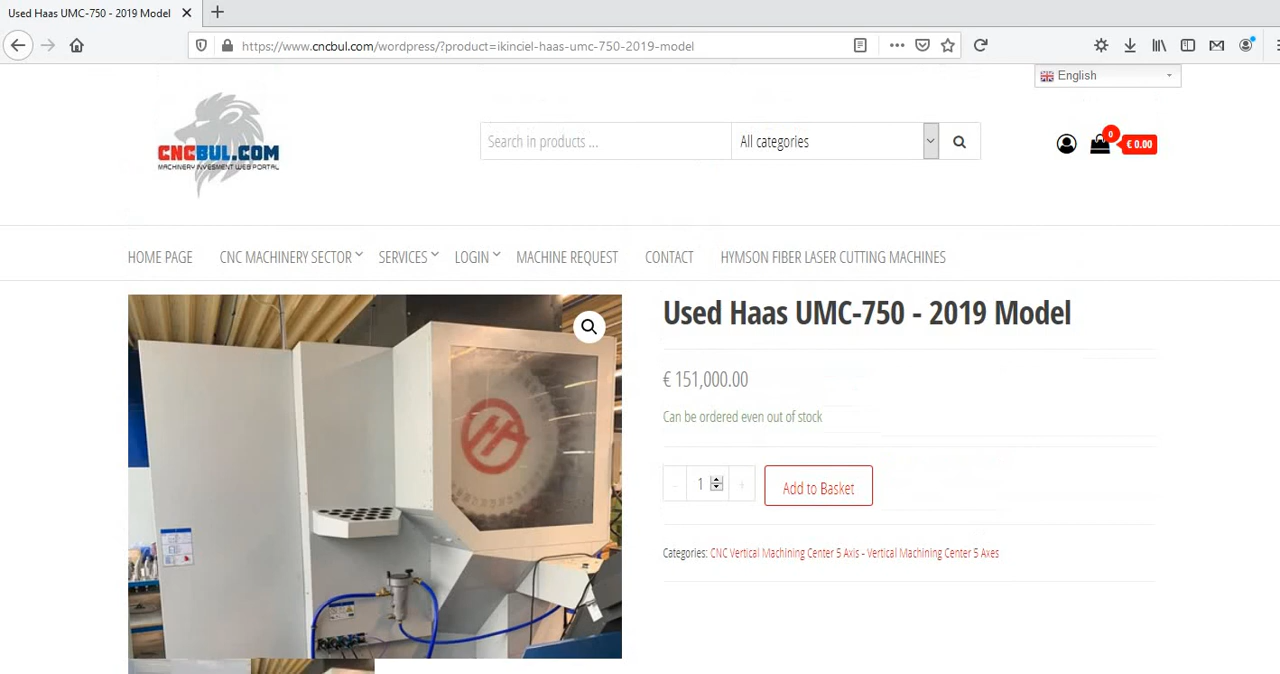 Used Haas UMC-750 - 2019 Model
https://www.cncbul.com/wordpress/?product=ikinciel-haas-umc-750-2019-model
English
CNCBUL.COM
MACHINERY INVESMENT WEB PORTAL
Search in products ...
All categories
0
€ 0.00
HOME PAGE
CNC MACHINERY SECTOR
SERVICES
LOGIN
MACHINE REQUEST
CONTACT
HYMSON FIBER LASER CUTTING MACHINES
Used Haas UMC-750 - 2019 Model
€ 151,000.00
Can be ordered even out of stock
- 1 +
Add to Basket
Categories: CNC Vertical Machining Center 5 Axis - Vertical Machining Center 5 Axes